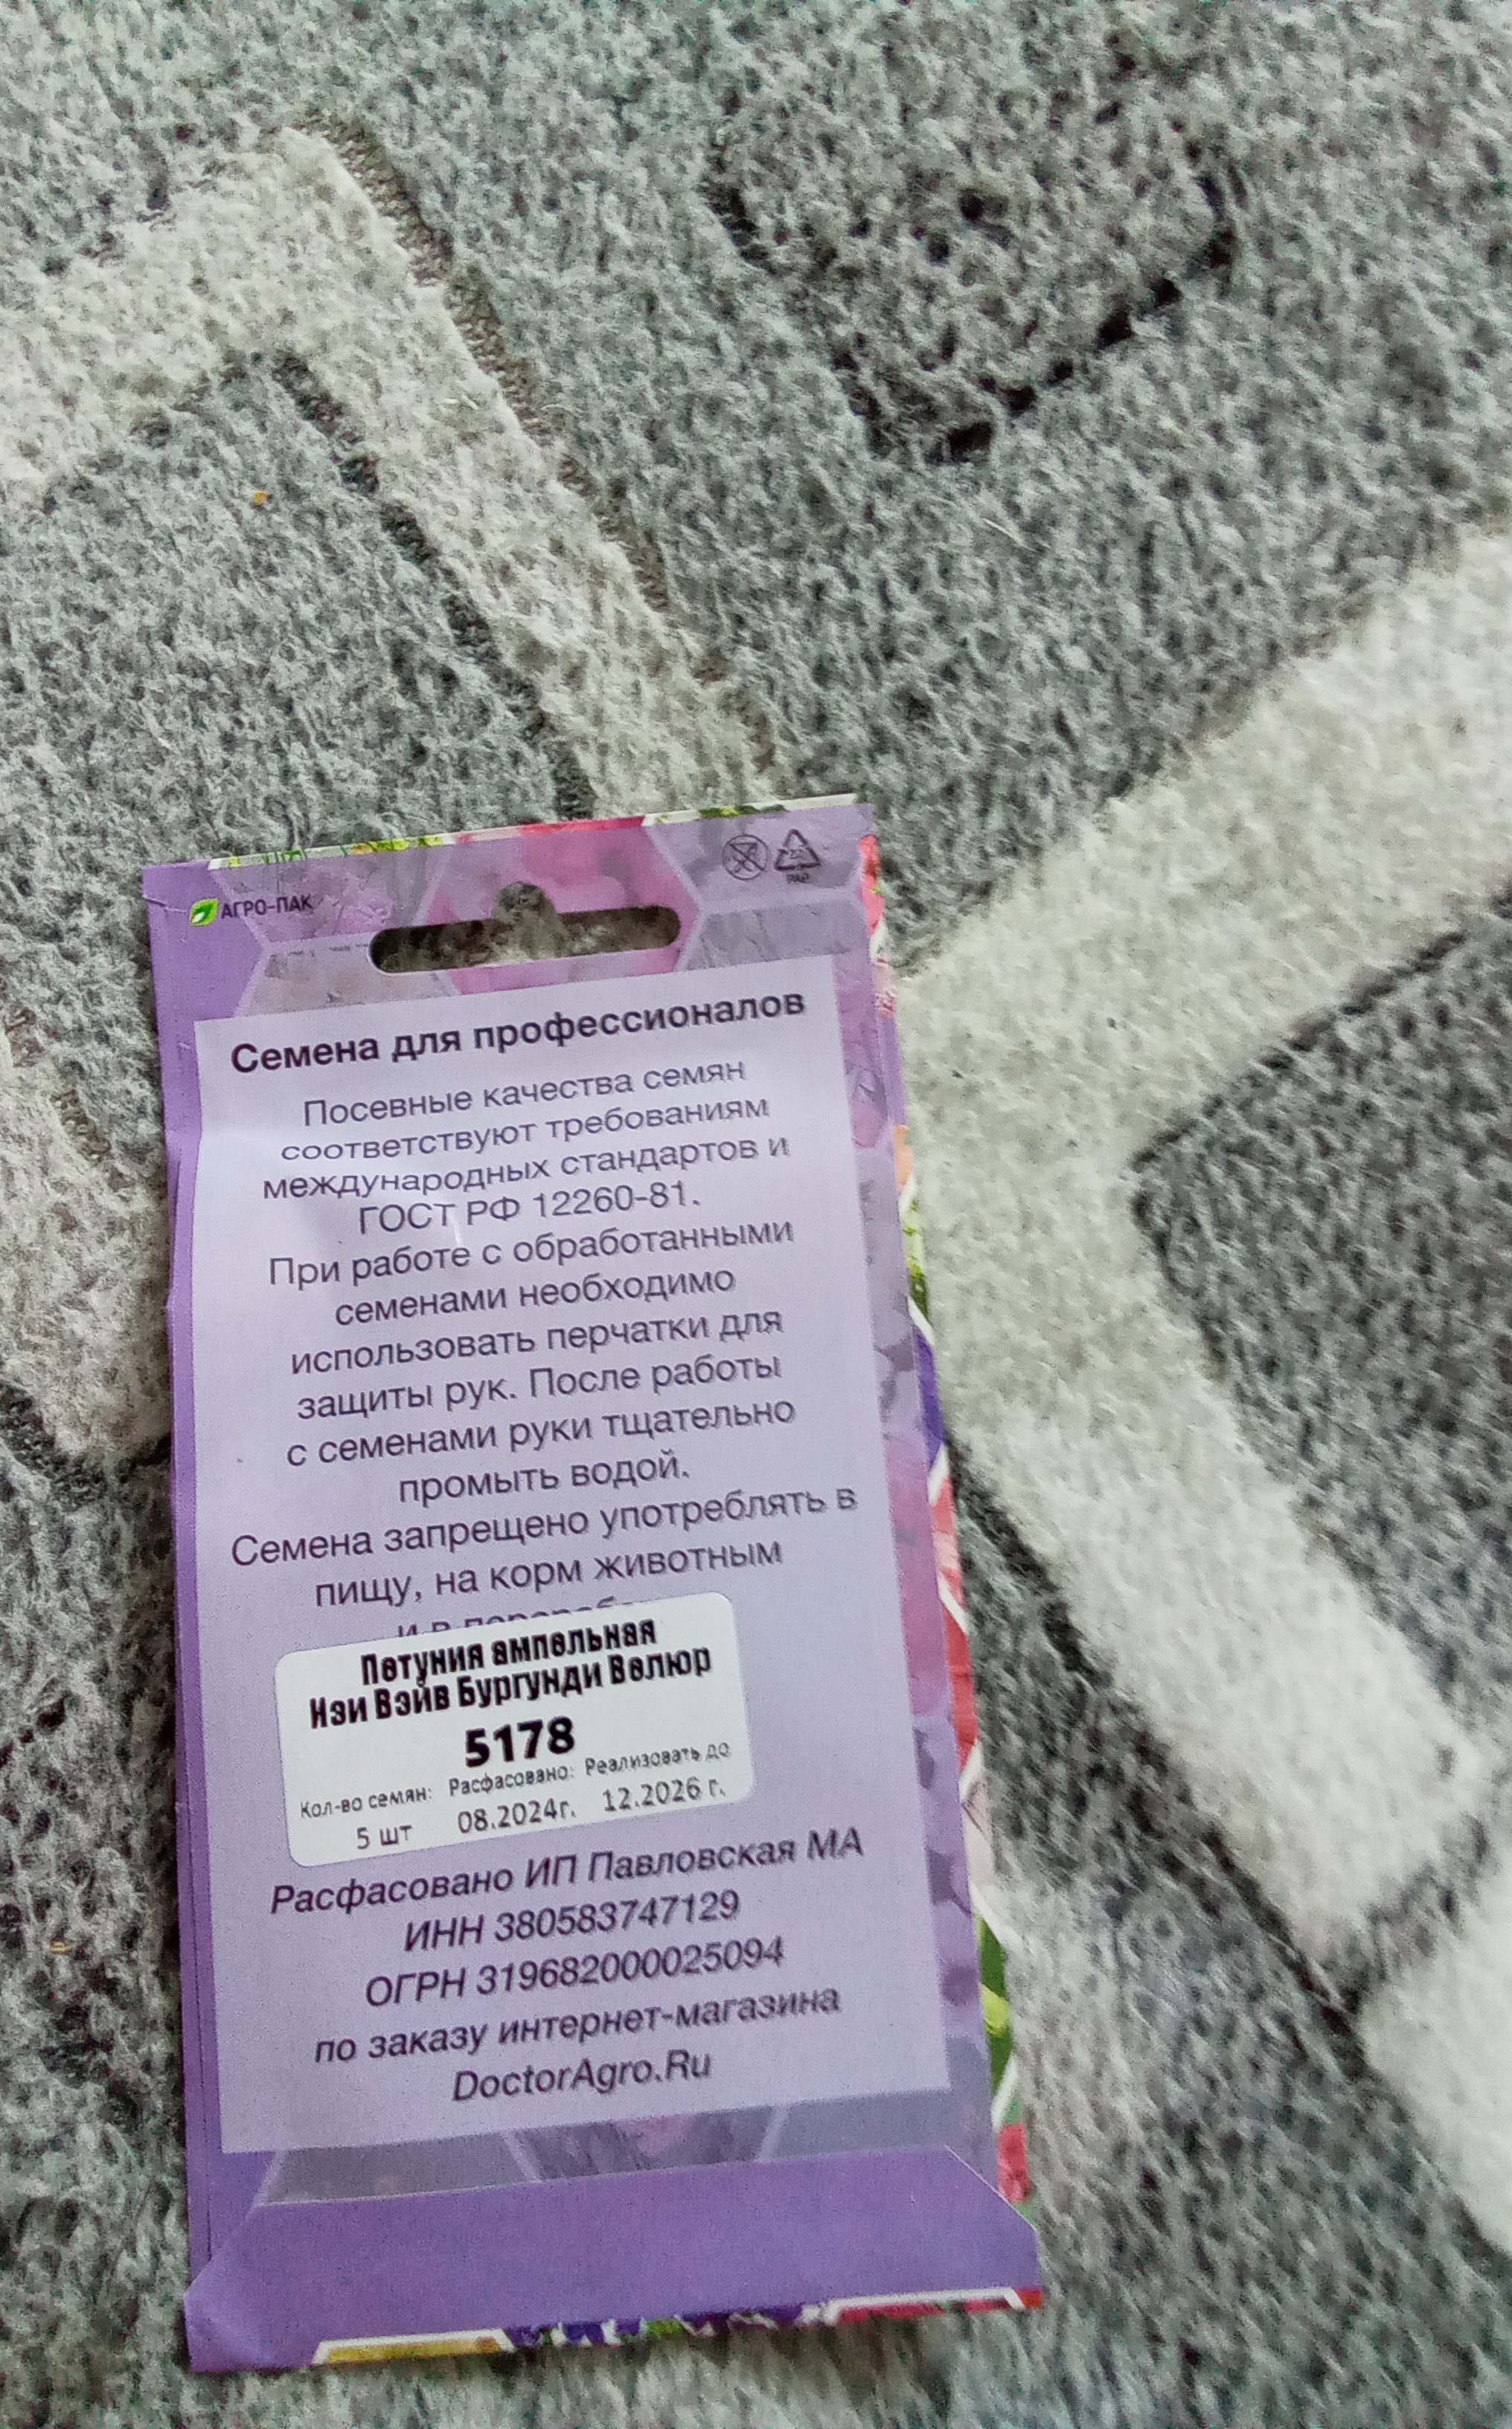 АГРО-ПАК
PAP
Семена для профессионалов
Посевные качества семян
соответствуют требованиям
международных стандартов и
ГОСТ РФ 12260-81.
При работе с обработанными
семенами необходимо
использовать перчатки для
защиты рук. После работы
с семенами руки тщательно
промыть водой.
Семена запрещено употреблять в
пищу, на корм животным
и в
Петуния ампельная
Изи Вэйв Бургунди Велюр
5178
Кол-во семян: Расфасовано: Реализовать до
5 шт 08.2024г. 12.2026 г.
Расфасовано ИП Павловская МА
ИНН 380583747129
ОГРН 319682000025094
по заказу интернет-магазина
DoctorAgro.Ru